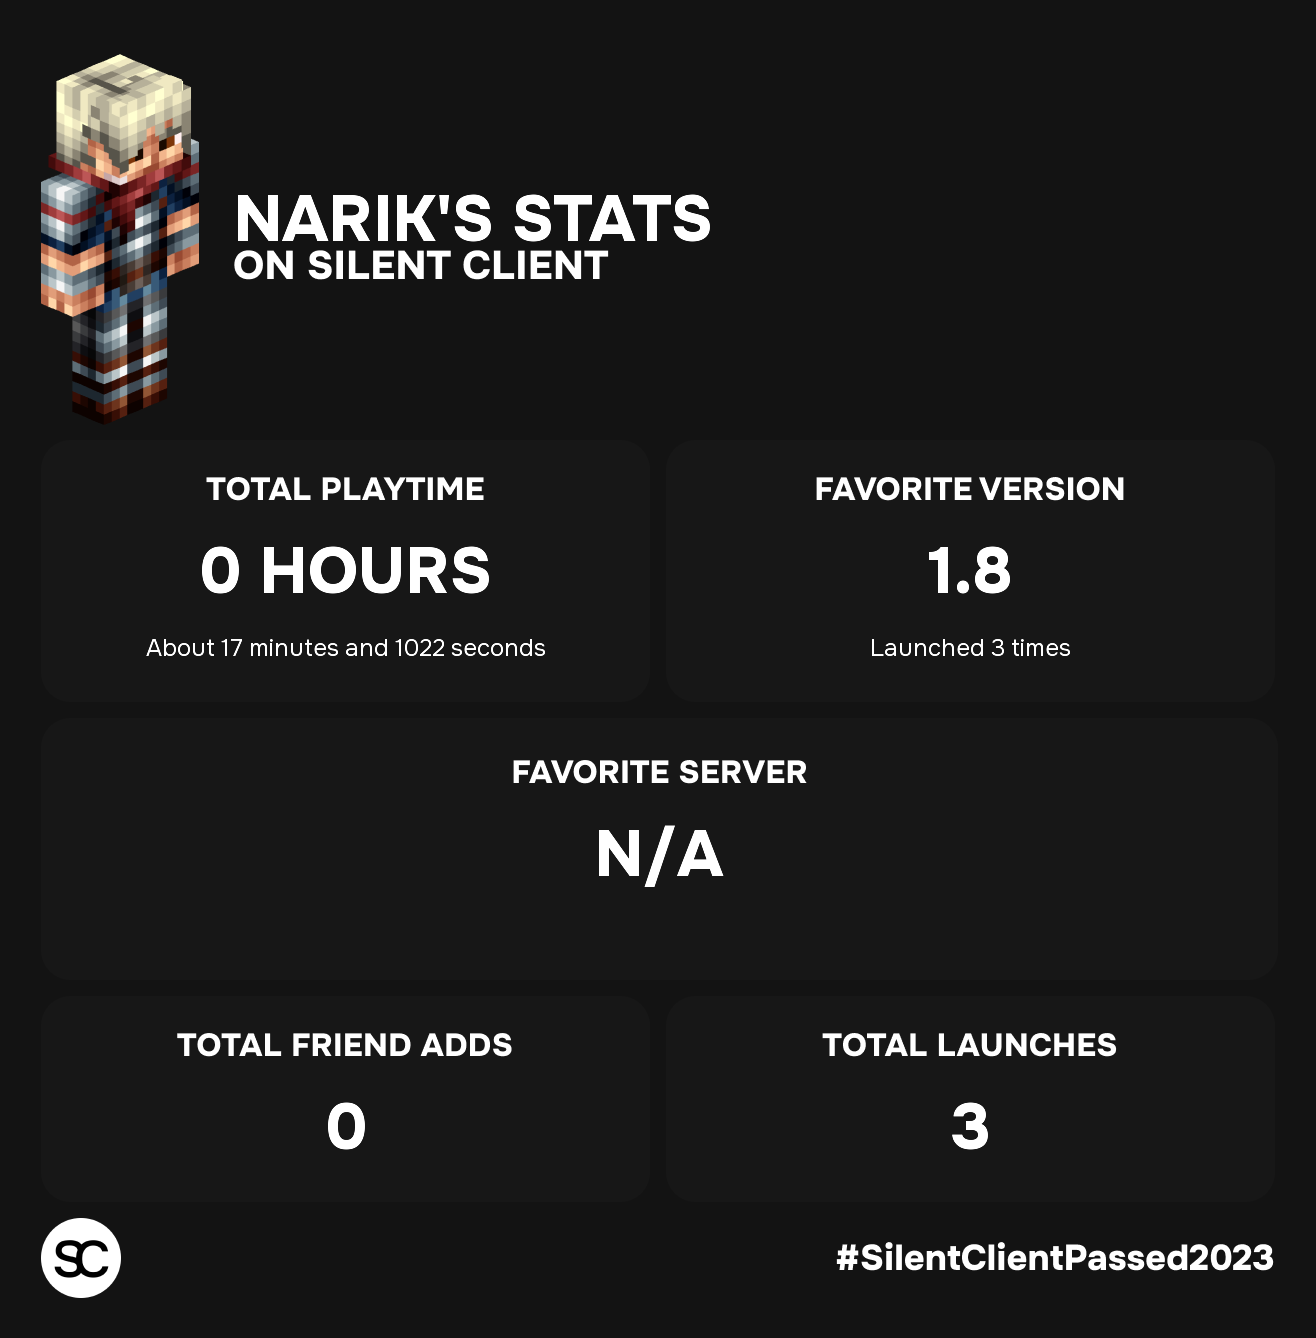 NARIK'S STATS
ON SILENT CLIENT
TOTAL PLAYTIME
0 HOURS
About 17 minutes and 1022 seconds
FAVORITE VERSION
1.8
Launched 3 times
FAVORITE SERVER
N/A
TOTAL FRIEND ADDS
0
TOTAL LAUNCHES
3
SC
#SilentClientPassed2023